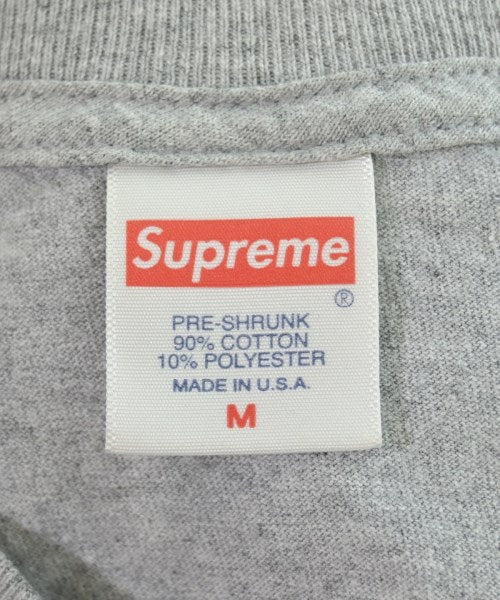 Supreme
®
PRE-SHRUNK
90% COTTON
10% POLYESTER
MADE IN U.S.A.
M